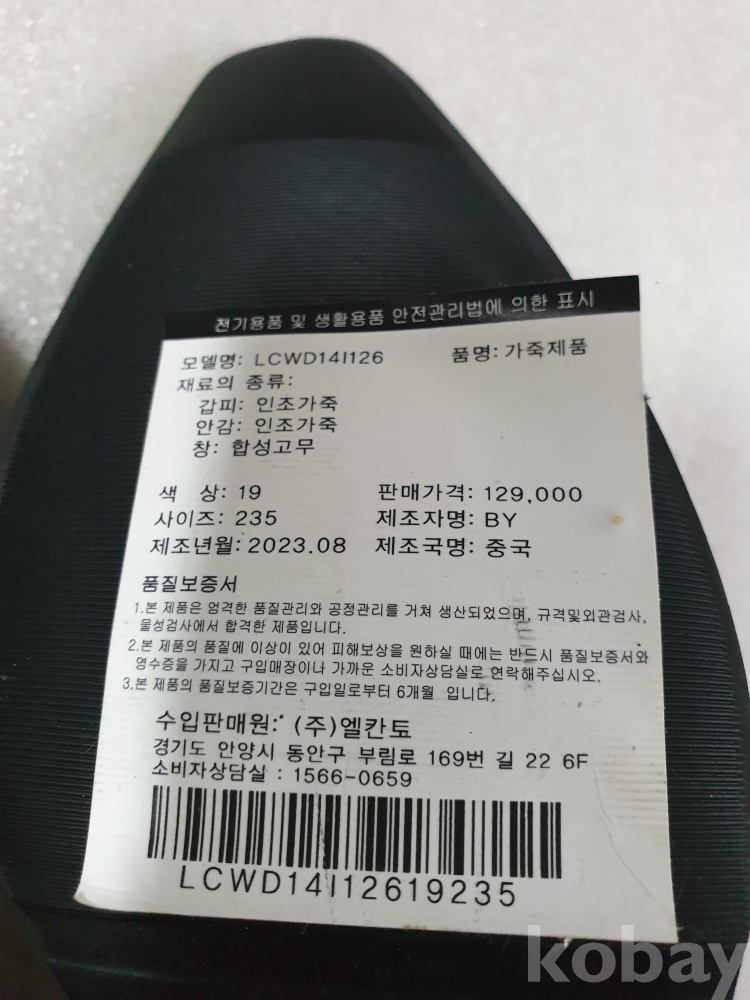 전기용품 및 생활용품 안전관리법에 의한 표시
모델명: LCWD14I126 품명: 가죽제품
재료의 종류:
갑피: 인조가죽
안감: 인조가죽
창: 합성고무
색 상: 19 판매가격: 129,000
사이즈: 235 제조자명: BY
제조년월: 2023.08 제조국명: 중국
품질보증서
1.본 제품은 엄격한 품질관리와 공정관리를 거쳐 생산되었으며, 규격및외관검사,
물성검사에서 합격한 제품입니다.
2.본 제품의 품질에 이상이 있어 피해보상을 원하실 때에는 반드시 품질보증서와
영수증을 가지고 구입매장이나 가까운 소비자상담실로 연락해주십시오.
3.본 제품의 품질보증기간은 구입일로부터 6개월 입니다.
수입판매원: (주)엘칸토
경기도 안양시 동안구 부림로 169번 길 22 6F
소비자상담실 : 1566-0659
LCWD14I12619235
kobay